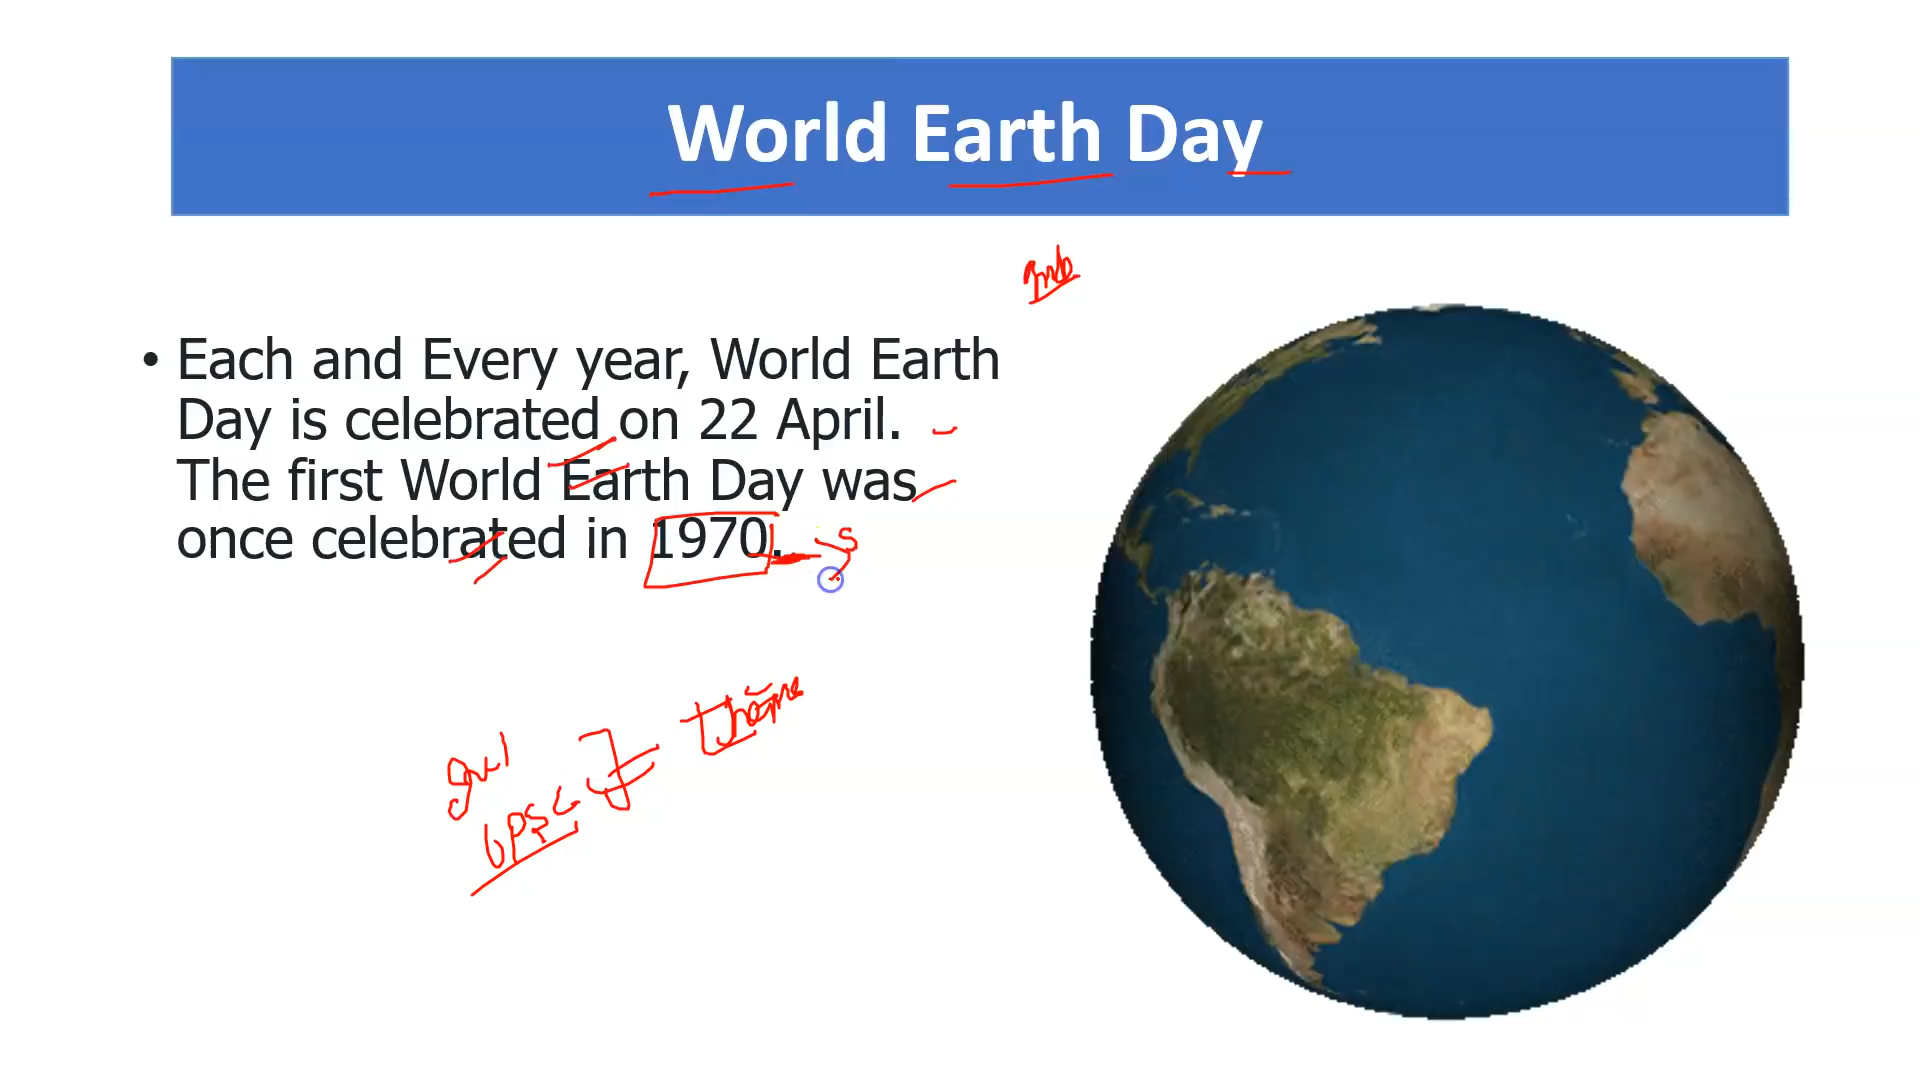 World Earth Day
• Each and Every year, World Earth
Day is celebrated on 22 April.
The first World Earth Day was
once celebrated in 1970.
theme
UPSC